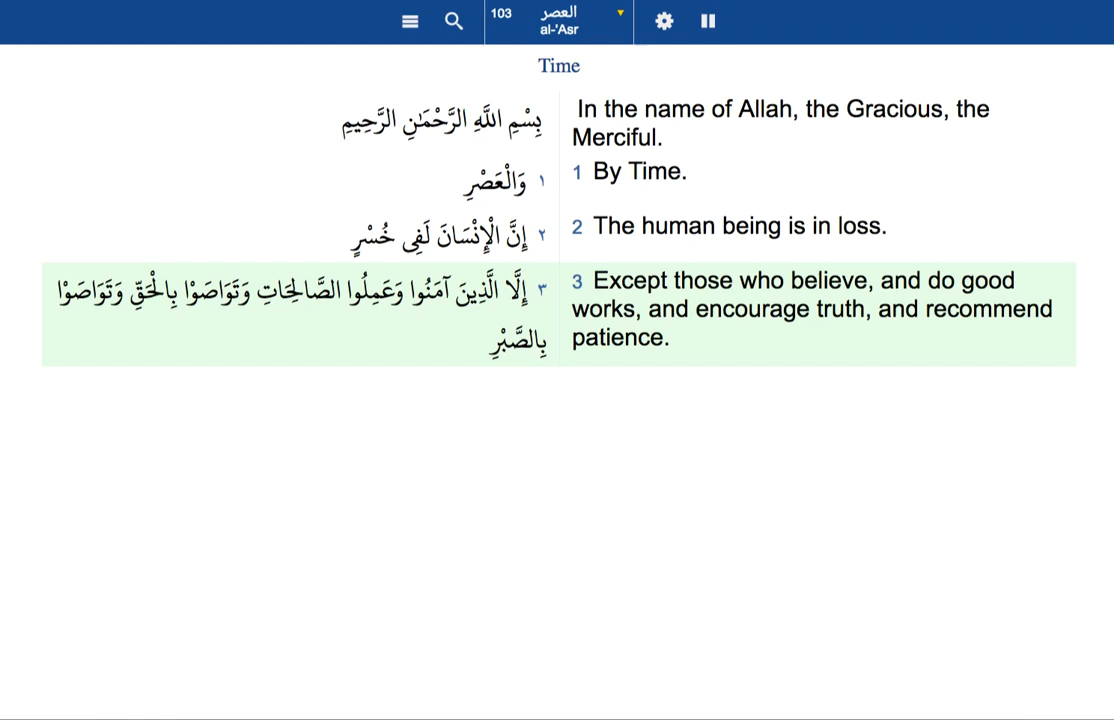 103
العصر
al-'Asr
Time
بِسْمِ اللَّهِ الرَّحْمَٰنِ الرَّحِيمِ
In the name of Allah, the Gracious, the
Merciful.
١ وَالْعَصْرِ
1 By Time.
٢ إِنَّ الْإِنْسَانَ لَفِي خُسْرٍ
2 The human being is in loss.
٣ إِلَّا الَّذِينَ آمَنُوا وَعَمِلُوا الصَّالِحَاتِ وَتَوَاصَوْا بِالْحَقِّ وَتَوَاصَوْا
بِالصَّبْرِ
3 Except those who believe, and do good
works, and encourage truth, and recommend
patience.